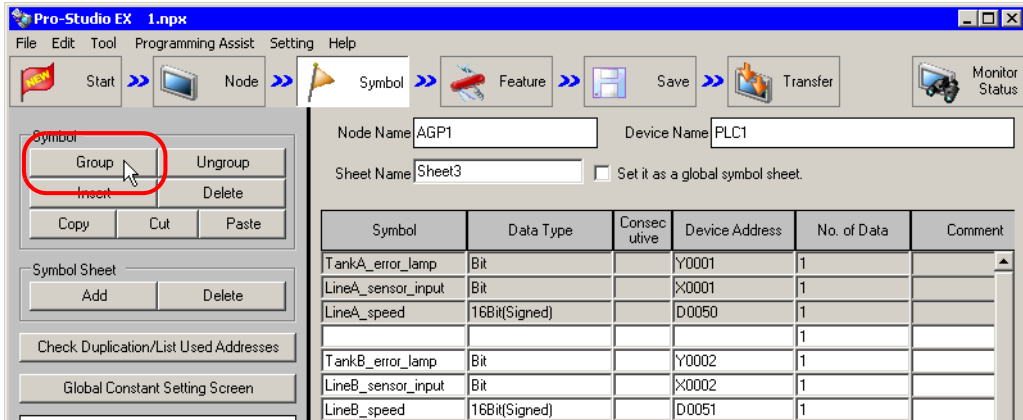 Pro-Studio EX 1.npx
File Edit Tool Programming Assist Setting Help
NEW Start Node Symbol Feature Save Transfer Monitor Status
Node Name AGP1 Device Name PLC1
Sheet Name Sheet3 Set it as a global symbol sheet.
Symbol
Group Ungroup
Insert Delete
Copy Cut Paste
Symbol Sheet
Add Delete
Check Duplication/List Used Addresses
Global Constant Setting Screen
Symbol Data Type Consecutive Device Address No. of Data Comment
TankA_error_lamp Bit Y0001 1
LineA_sensor_input Bit X0001 1
LineA_speed 16Bit(Signed) D0050 1
1
TankB_error_lamp Bit Y0002 1
LineB_sensor_input Bit X0002 1
LineB_speed 16Bit(Signed) D0051 1